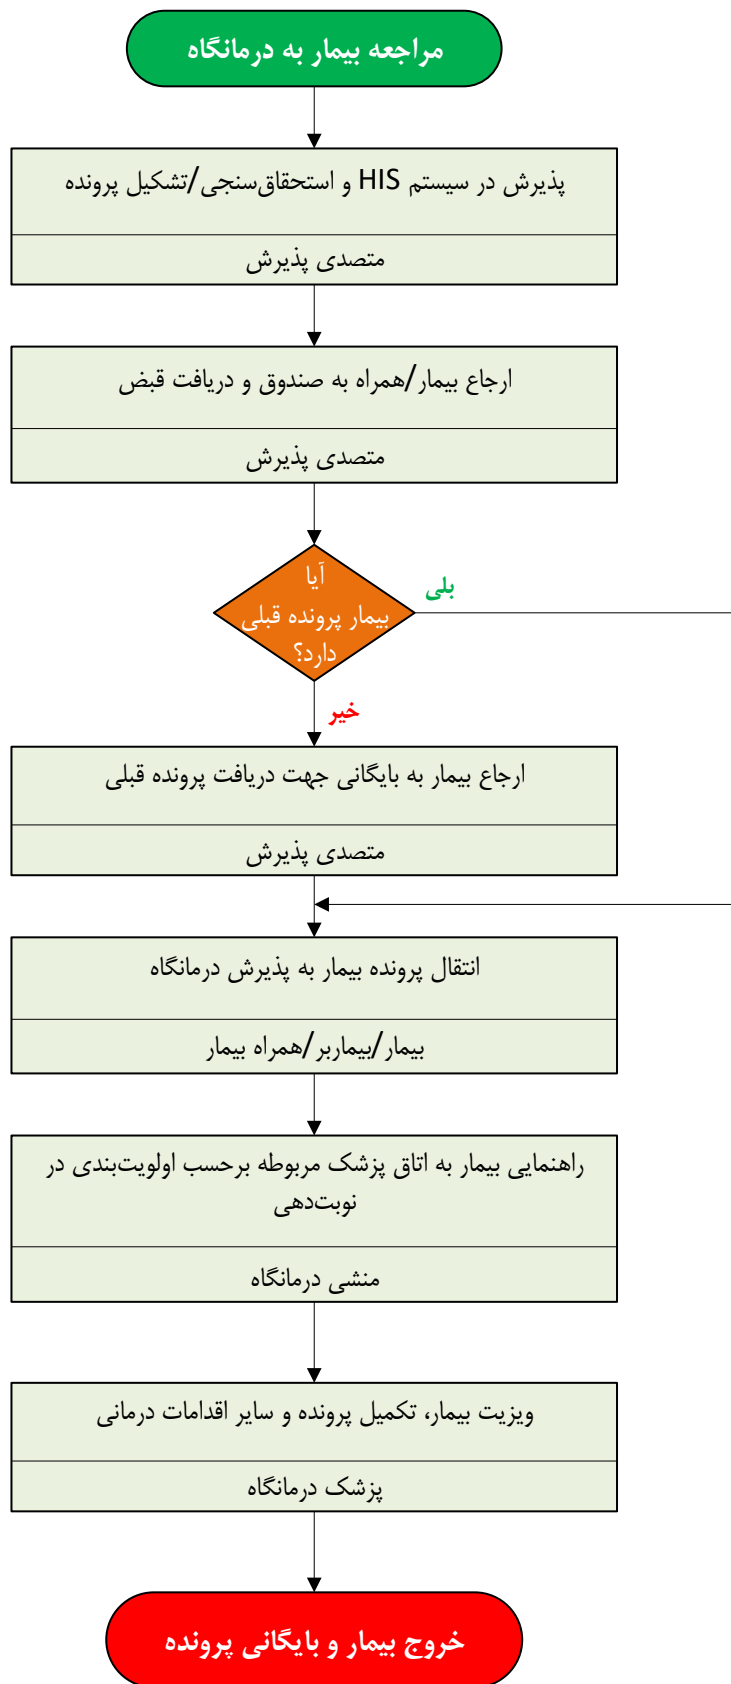 مراجعه بیمار به درمانگاه
پذیرش در سیستم HIS و استحقاق‌سنجی/تشکیل پرونده
متصدی پذیرش
ارجاع بیمار/همراه به صندوق و دریافت قبض
متصدی پذیرش
آیا
بیمار پرونده قبلی
دارد؟
بلی
خیر
ارجاع بیمار به بایگانی جهت دریافت پرونده قبلی
متصدی پذیرش
انتقال پرونده بیمار به پذیرش درمانگاه
بیمار/بیماربر/همراه بیمار
راهنمایی بیمار به اتاق پزشک مربوطه برحسب اولویت‌بندی در
نوبت‌دهی
منشی درمانگاه
ویزیت بیمار، تکمیل پرونده و سایر اقدامات درمانی
پزشک درمانگاه
خروج بیمار و بایگانی پرونده